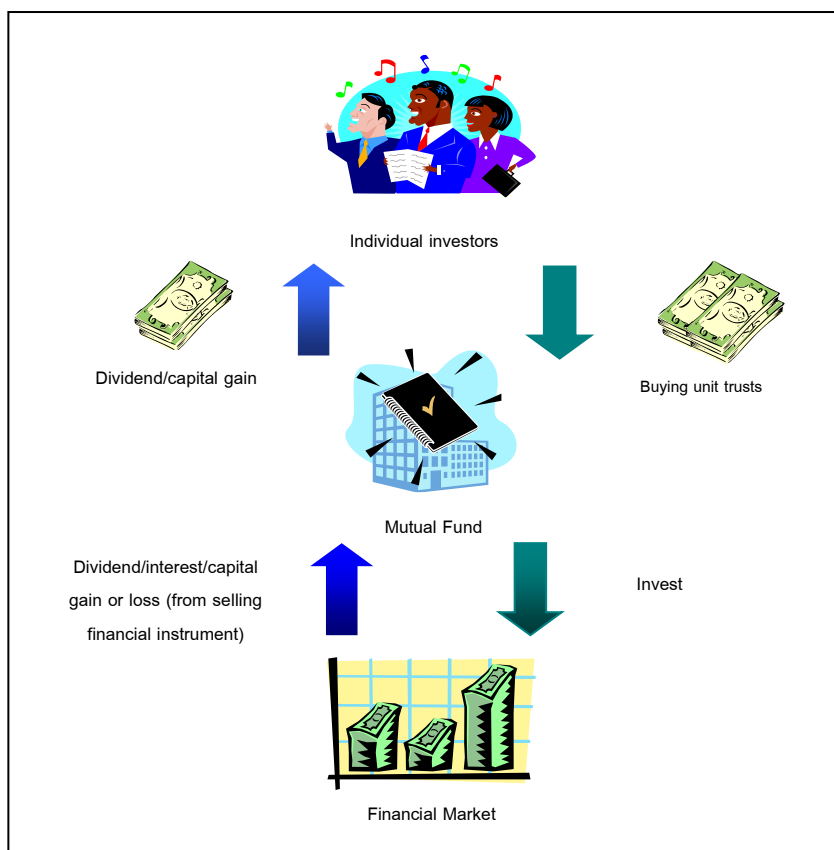 Individual investors
Dividend/capital gain
Buying unit trusts
Mutual Fund
Dividend/interest/capital
gain or loss (from selling
financial instrument)
Invest
Financial Market